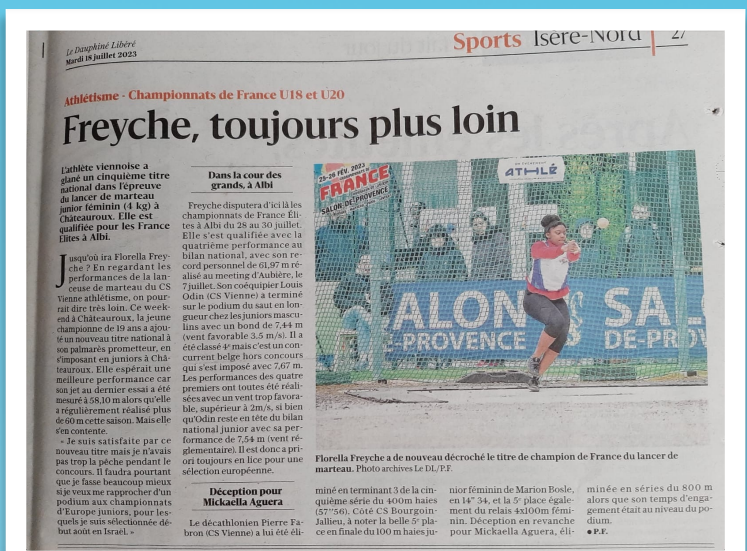 Le Dauphiné Libéré
Mardi 18 juillet 2023
Sports Isère-Nord
27
Athlétisme - Championnats de France U18 et U20
Freyche, toujours plus loin
L'athlète viennoise a
glané un cinquième titre
national dans l'épreuve
du lancer de marteau
junior féminin (4 kg) à
Châteauroux. Elle est
qualifiée pour les France
Elites à Albi.
Jusqu'où ira Florella Frey-
che ? En regardant les
performances de la lan-
ceuse de marteau du CS
Vienne athlétisme, on pour-
rait dire très loin. Ce week-
end à Châteauroux, la jeune
championne de 19 ans a ajou-
té un nouveau titre national à
son palmarès prometteur, en
s'imposant en juniors à Châ-
teauroux. Elle espérait une
meilleure performance car
son jet au dernier essai a été
mesuré à 58,10 m alors qu'elle
a régulièrement réalisé plus
de 60 m cette saison. Mais elle
s'en contente.
« Je suis satisfaite par ce
nouveau titre mais je n'avais
pas trop la pêche pendant le
concours. Il faudra pourtant
que je fasse beaucoup mieux
si je veux me rapprocher d'un
podium aux championnats
d'Europe juniors, pour les-
quels je suis sélectionnée dé-
but août en Israël. »
Dans la cour des
grands, à Albi
Freyche disputera d'ici là les
championnats de France Éli-
tes à Albi du 28 au 30 juillet.
Elle s'est qualifiée avec la
quatrième performance au
bilan national, avec son re-
cord personnel de 61,97 m ré-
alisé au meeting d'Aubière, le
7 juillet. Son coéquipier Louis
Odin (CS Vienne) a terminé
sur le podium du saut en lon-
gueur chez les juniors mascu-
lins avec un bond de 7,44 m
(vent favorable 3.5 m/s). Il a
été classé 4e mais c'est un con-
current belge hors concours
qui s'est imposé avec 7,67 m.
Les performances des quatre
premiers ont toutes été réali-
sées avec un vent trop favora-
ble, supérieur à 2m/s, si bien
qu'Odin reste en tête du bilan
national junior avec sa per-
formance de 7,54 m (vent ré-
glementaire). Il est donc a pri-
ori toujours en lice pour une
sélection européenne.
Déception pour
Mickaella Aguera
Le décathlonien Pierre Fa-
bron (CS Vienne) a lui été éli-
25-26 FÉV. 2023
FRANCE
SALON-DE-PROVENCE
ATHLÉ
ALON
E-PROVENCE
SAL
DE-PROV
Florella Freyche a de nouveau décroché le titre de champion de France du lancer de
marteau. Photo archives Le DL/P.F.
miné en terminant 3 de la cin-
quième série du 400m haies
(57"56). Côté CS Bourgoin-
Jallieu, à noter la belle 5e pla-
ce en finale du 100 m haies ju-
nior féminin de Marion Bosle,
en 14" 34, et la 5e place égale-
ment du relais 4x100m fémi-
nin. Déception en revanche
pour Mickaella Aguera, éli-
minée en séries du 800 m
alors que son temps d'enga-
gement était au niveau du po-
dium.
● P.F.